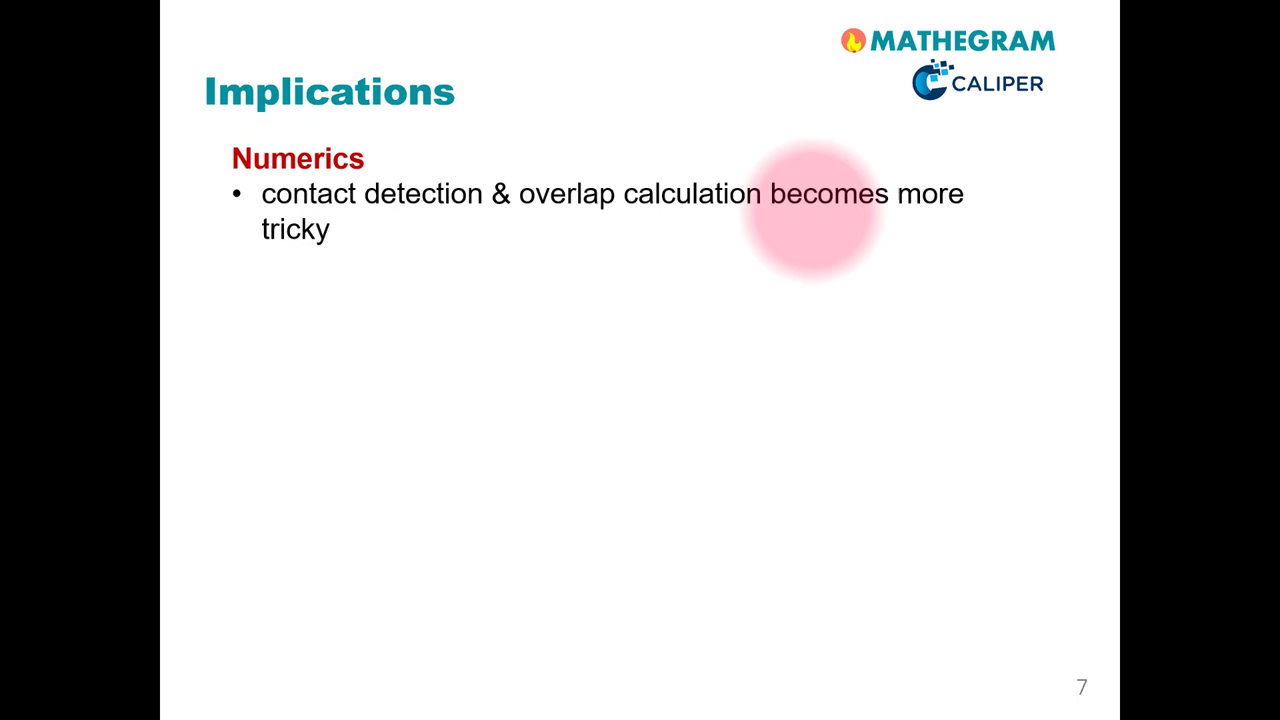 MATHEGRAM
CALIPER
Implications
Numerics
• contact detection & overlap calculation becomes more
tricky
7